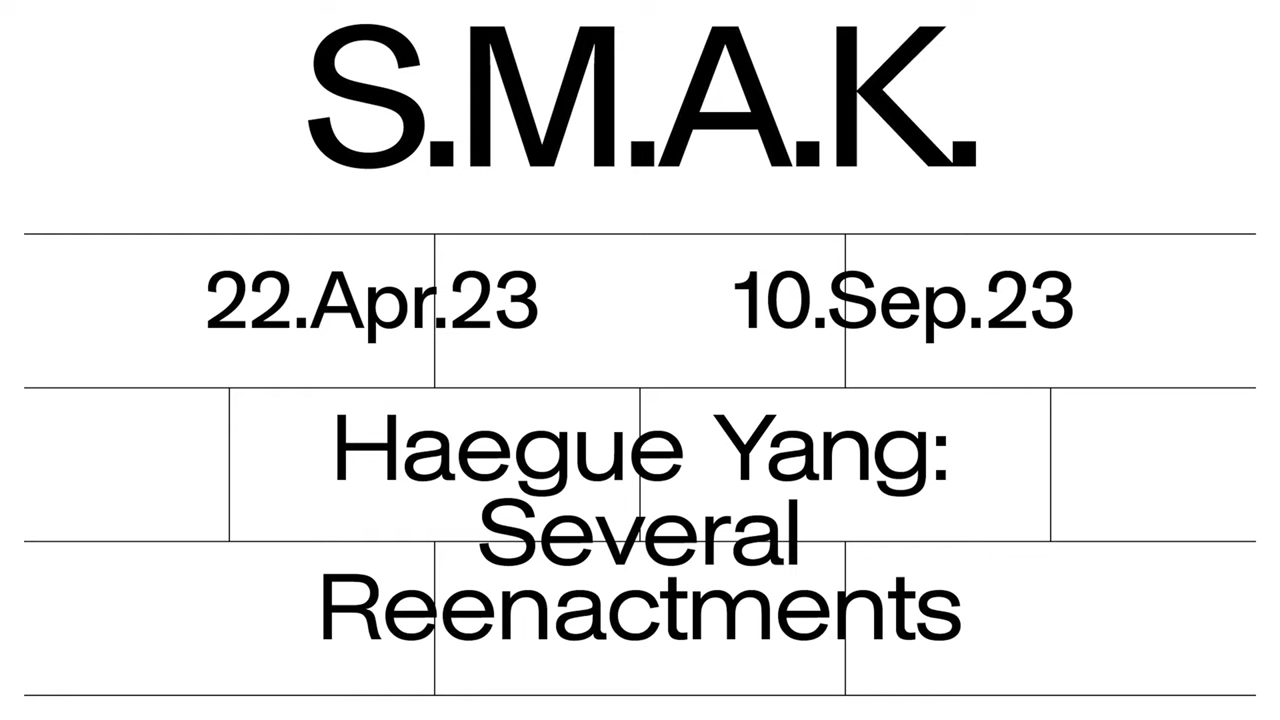 S.M.A.K.
22.Apr.23 10.Sep.23
Haegue Yang:
Several
Reenactments